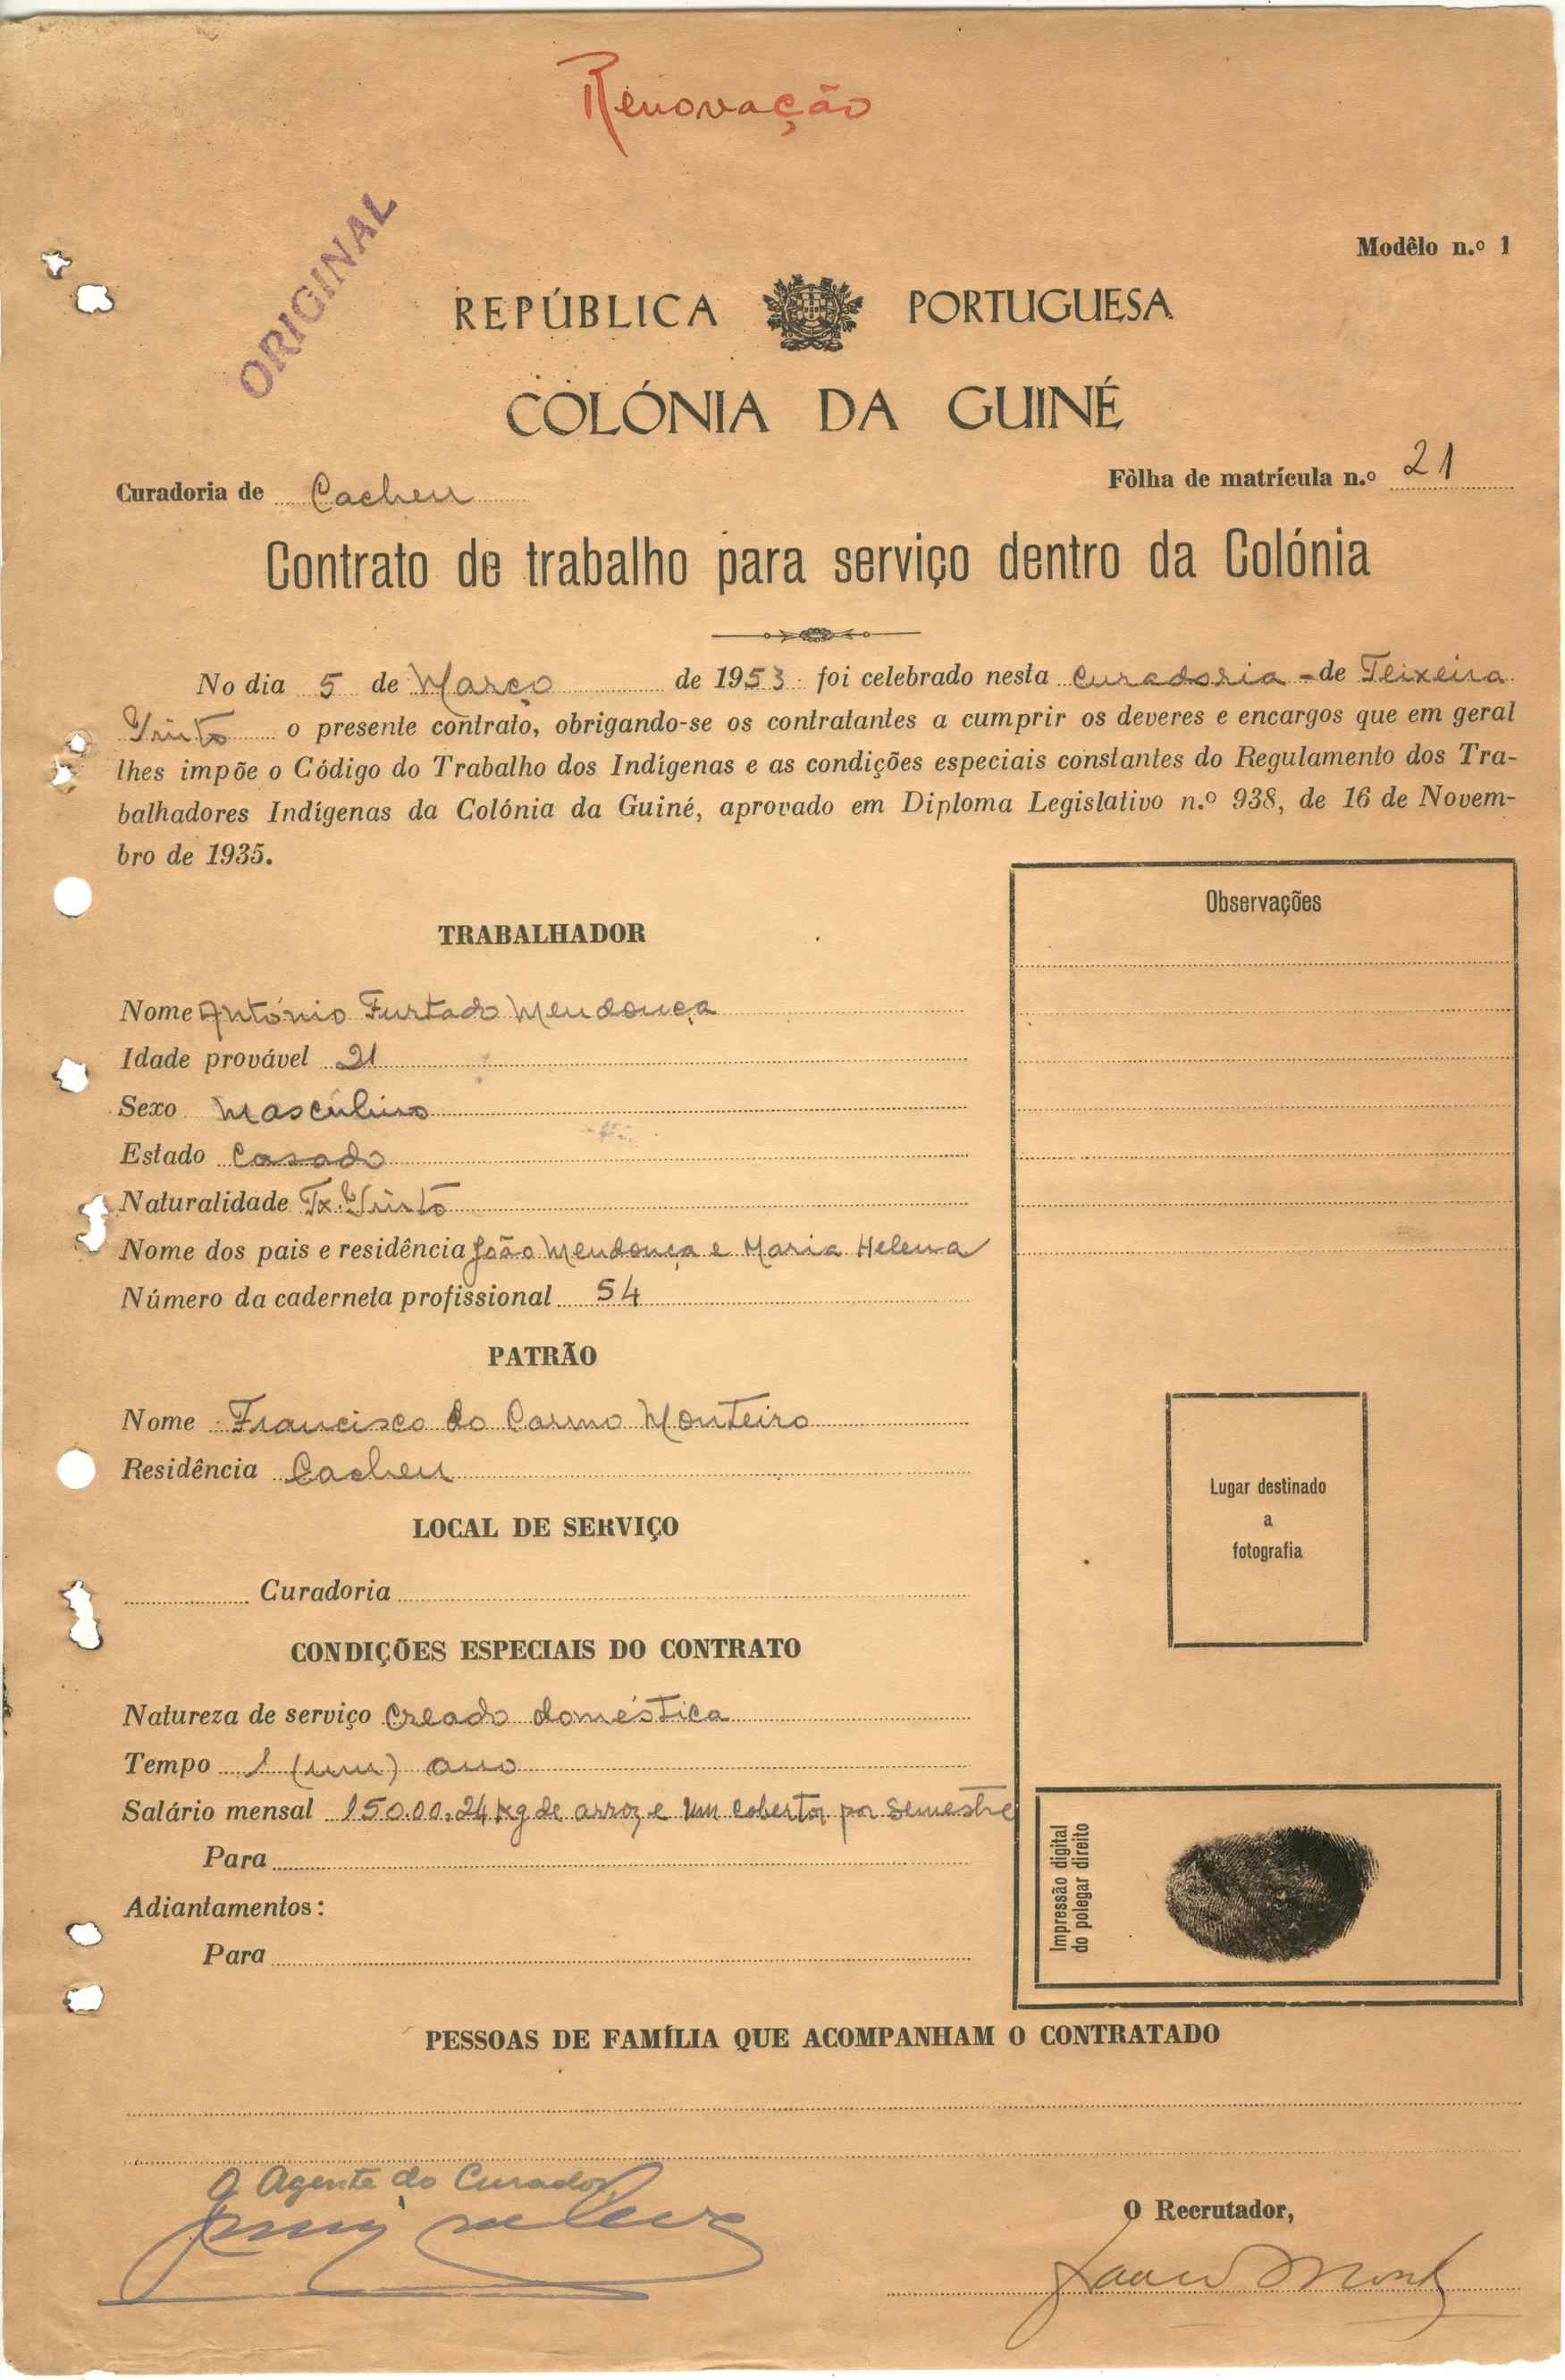 Renovação
ORIGINAL
Modêlo n.º 1
REPÚBLICA PORTUGUESA
COLÓNIA DA GUINÉ
Curadoria de Cacheu
Fôlha de matrícula n.º 21
Contrato de trabalho para serviço dentro da Colónia
No dia 5 de Março de 1953 foi celebrado nesta Curadoria - de Teixeira
Pinto o presente contrato, obrigando-se os contratantes a cumprir os deveres e encargos que em geral
lhes impõe o Código do Trabalho dos Indígenas e as condições especiais constantes do Regulamento dos Tra-
balhadores Indígenas da Colónia da Guiné, aprovado em Diploma Legislativo n.º 938, de 16 de Novem-
bro de 1935.
Observações
TRABALHADOR
Nome António Furtado Mendonça
Idade provável 21
Sexo Masculino
Estado Casado
Naturalidade Tx. Pinto
Nome dos pais e residência João Mendonça e Maria Helena
Número da caderneta profissional 54
PATRÃO
Nome Francisco do Carmo Monteiro
Residência Cacheu
Lugar destinado
a
fotografia
LOCAL DE SERVIÇO
Curadoria
CONDIÇÕES ESPECIAIS DO CONTRATO
Natureza de serviço Creado doméstica
Tempo 1 (um) ano
Salário mensal 150.00, 24 kg de arroz e um cobertor por semestre
Para
Adiantamentos:
Para
Impressão digital
do polegar direito
PESSOAS DE FAMÍLIA QUE ACOMPANHAM O CONTRATADO
O Agente do Curador,
O Recrutador,